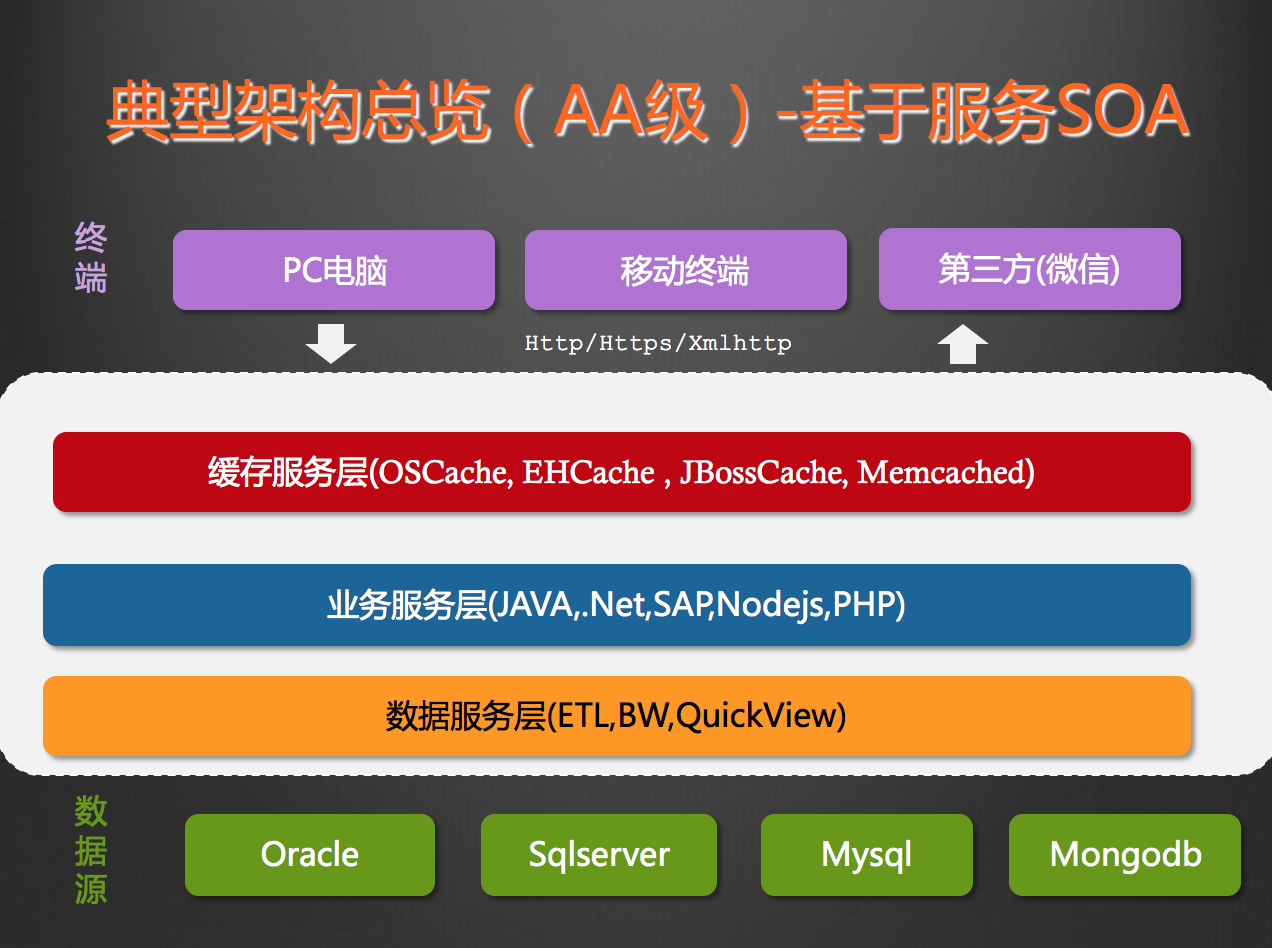 典型架构总览（AA级）-基于服务SOA
终端
PC电脑
移动终端
第三方(微信)
Http/Https/Xmlhttp
缓存服务层(OSCache, EHCache , JBossCache, Memcached)
业务服务层(JAVA,.Net,SAP,Nodejs,PHP)
数据服务层(ETL,BW,QuickView)
数据源
Oracle
Sqlserver
Mysql
Mongodb